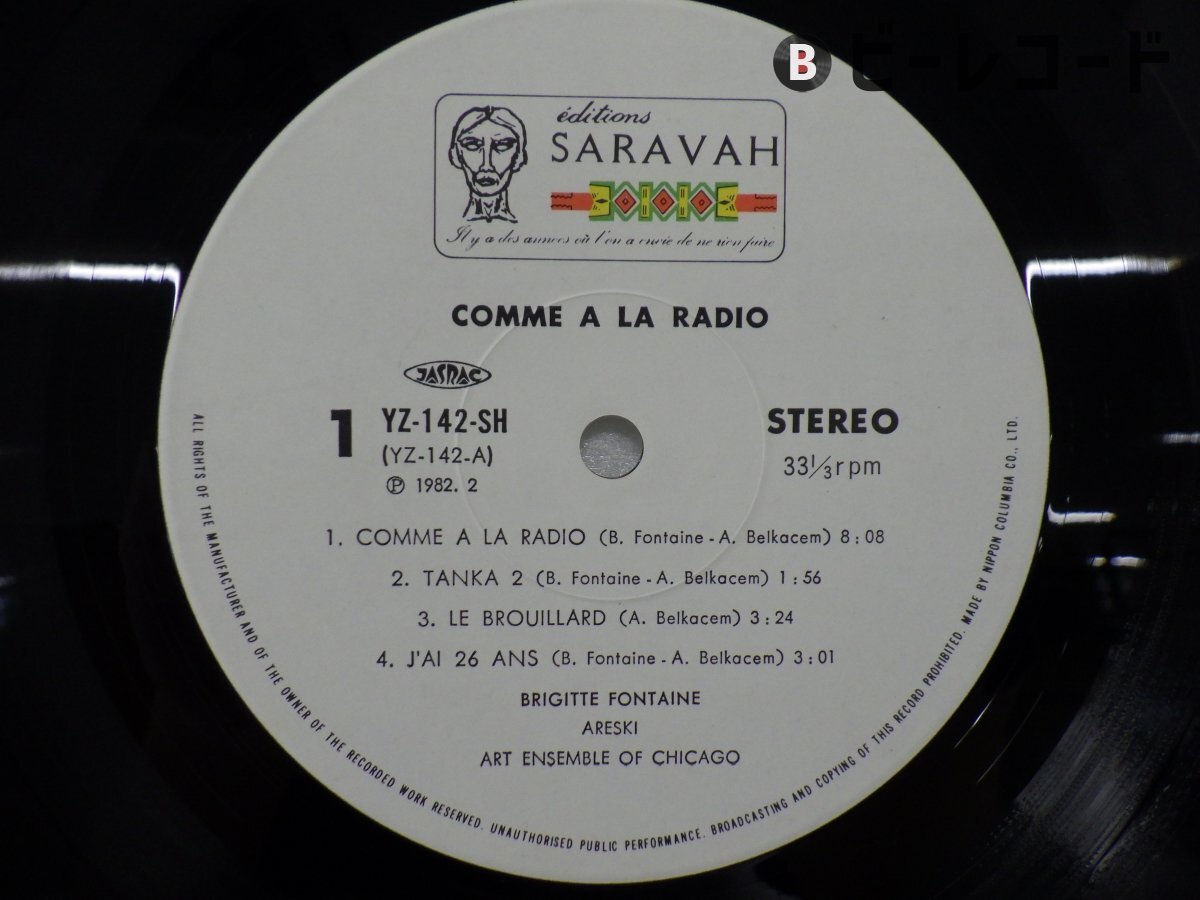 B ビーレコード
éditions
SARAVAH
Il y a des annees où l'on a envie de ne rien faire
COMME A LA RADIO
JASRAC
1
YZ-142-SH
(YZ-142-A)
℗ 1982. 2
STEREO
33 1/3 rpm
1. COMME A LA RADIO (B. Fontaine - A. Belkacem) 8:08
2. TANKA 2 (B. Fontaine - A. Belkacem) 1:56
3. LE BROUILLARD (A. Belkacem) 3:24
4. J'AI 26 ANS (B. Fontaine - A. Belkacem) 3:01
BRIGITTE FONTAINE
ARESKI
ART ENSEMBLE OF CHICAGO
ALL RIGHTS OF THE MANUFACTURER AND OF THE OWNER OF THE RECORDED WORK RESERVED. UNAUTHORISED PUBLIC PERFORMANCE. BROADCASTING AND COPYING OF THIS RECORD PROHIBITED. MADE BY NIPPON COLUMBIA CO., LTD.